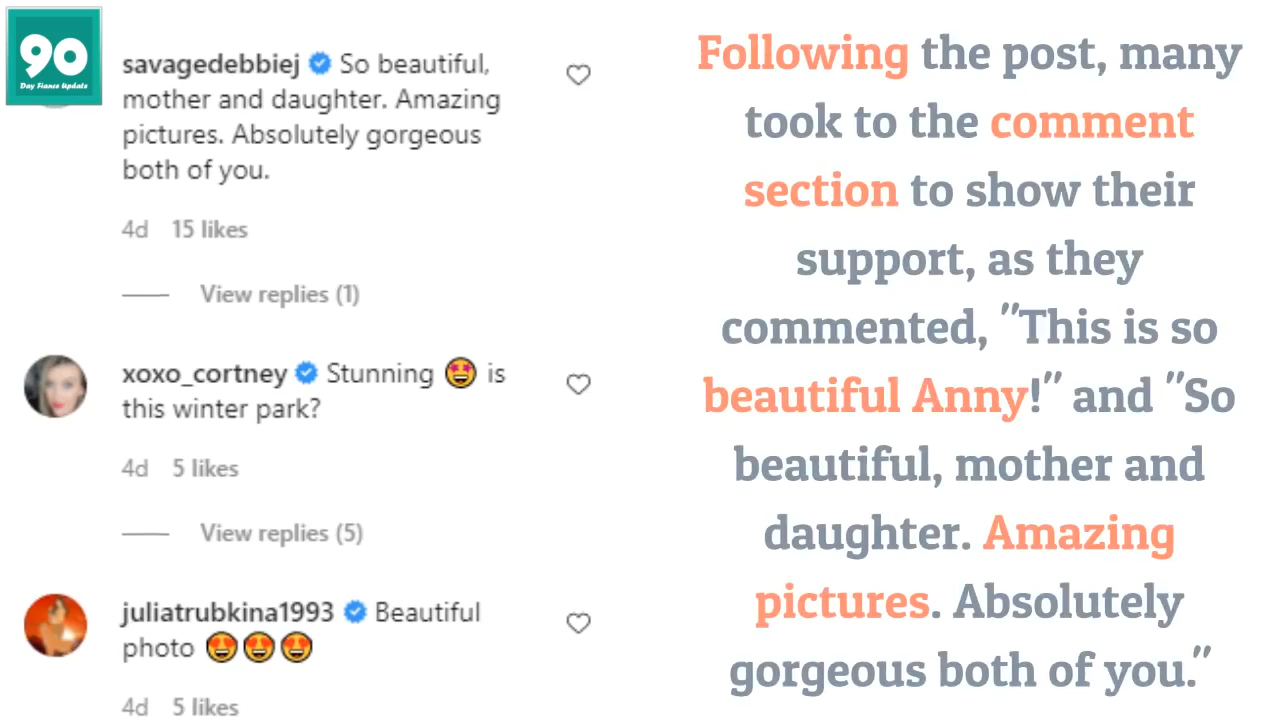 90
Day Fiance Update
savagedebbiej So beautiful,
mother and daughter. Amazing
pictures. Absolutely gorgeous
both of you.
4d 15 likes
View replies (1)
xoxo_cortney Stunning 🤩 is
this winter park?
4d 5 likes
View replies (5)
juliatrubkina1993 Beautiful
photo 😍😍😍
4d 5 likes
Following the post, many
took to the comment
section to show their
support, as they
commented, "This is so
beautiful Anny!" and "So
beautiful, mother and
daughter. Amazing
pictures. Absolutely
gorgeous both of you."